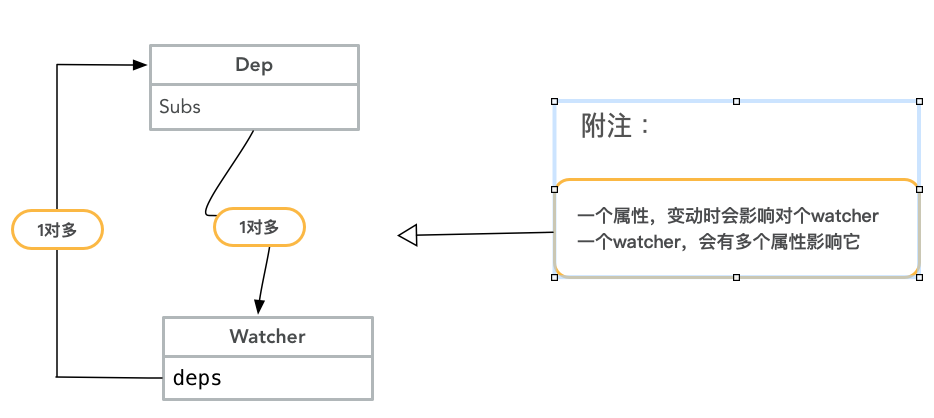 Dep
Subs
附注：
1对多
1对多
一个属性，变动时会影响对个watcher
一个watcher，会有多个属性影响它
Watcher
deps